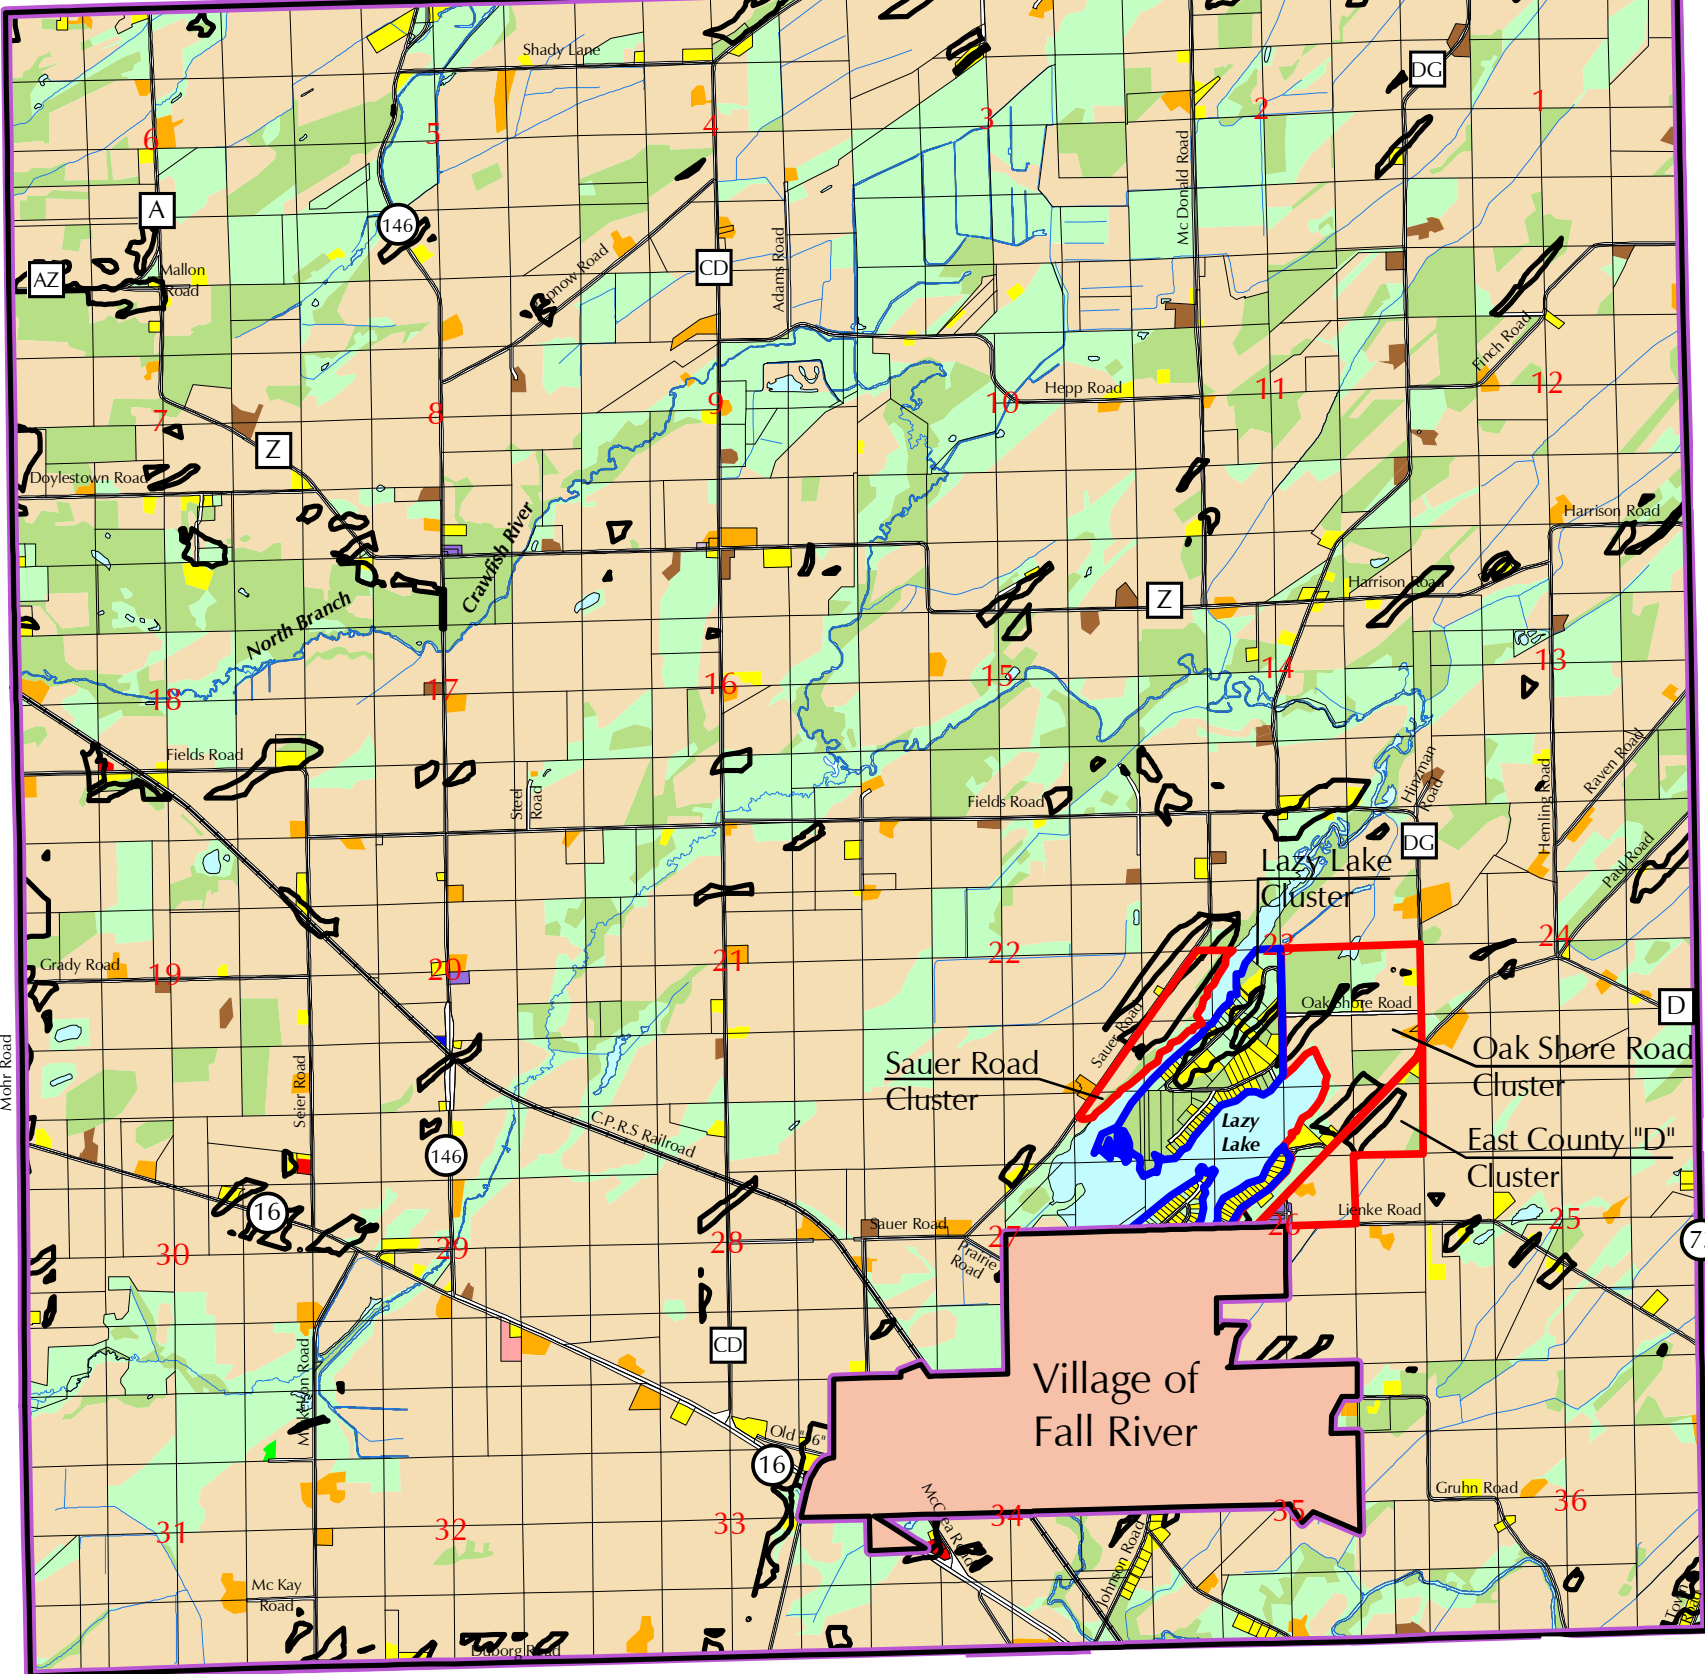 Shady Lane
DG
1
2
3
4
5
6
Mc Donald Road
A
146
CD
Adams Road
AZ
Mallon
Road
Finch Road
Hepp Road
7
8
9
10
11
12
Z
Doylestown Road
Crawfish River
North Branch
Harrison Road
Harrison Road
Z
18
17
16
15
14
13
Fields Road
Steel
Road
Fields Road
Hinzman
Road
Hemling Road
Raven Road
Paul Road
DG
Lazy Lake
Cluster
Grady Road
19
20
21
22
23
24
D
Oak Shore Road
Sauer Road
Mohr Road
Seier Road
Sauer Road
Cluster
Oak Shore Road
Cluster
C.P.R.S Railroad
Lazy
Lake
East County "D"
Cluster
146
16
Sauer Road
Lienke Road
30
29
28
27
26
25
Prairie
Road
CD
Village of
Fall River
Old "16"
16
Gruhn Road
31
32
33
34
35
36
Johnson Road
Mc Kay
Road
Duborg Road